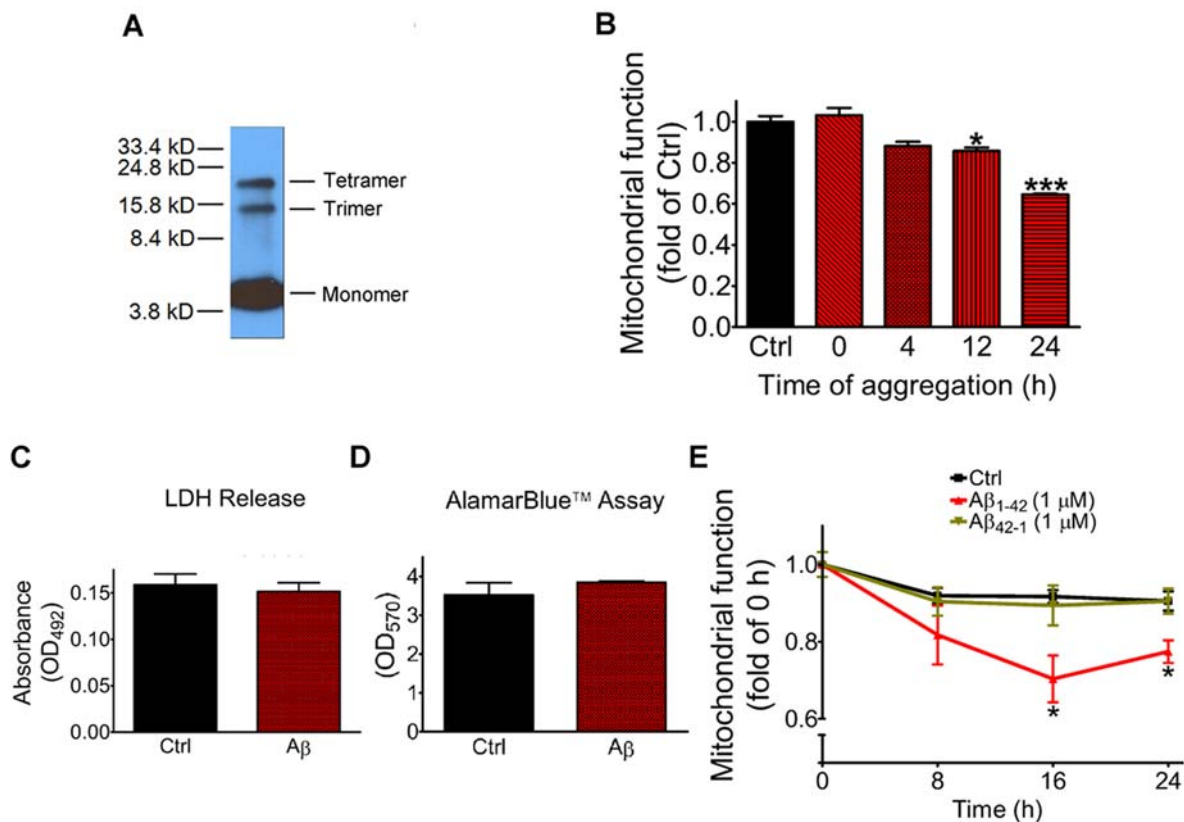 A
33.4 kD
24.8 kD
15.8 kD
8.4 kD
3.8 kD
Tetramer
Trimer
Monomer
B
Mitochondrial function
(fold of Ctrl)
1.0
0.8
0.6
0.4
0.2
0.0
*
***
Ctrl 0 4 12 24
Time of aggregation (h)
C
LDH Release
Absorbance
(OD492)
0.15
0.10
0.05
0.00
Ctrl Aβ
D
AlamarBlue™ Assay
(OD570)
4
3
2
1
0
Ctrl Aβ
E
Ctrl
Aβ1-42 (1 μM)
Aβ42-1 (1 μM)
Mitochondrial function
(fold of 0 h)
1.0
0.8
0.6
*
*
0 8 16 24
Time (h)